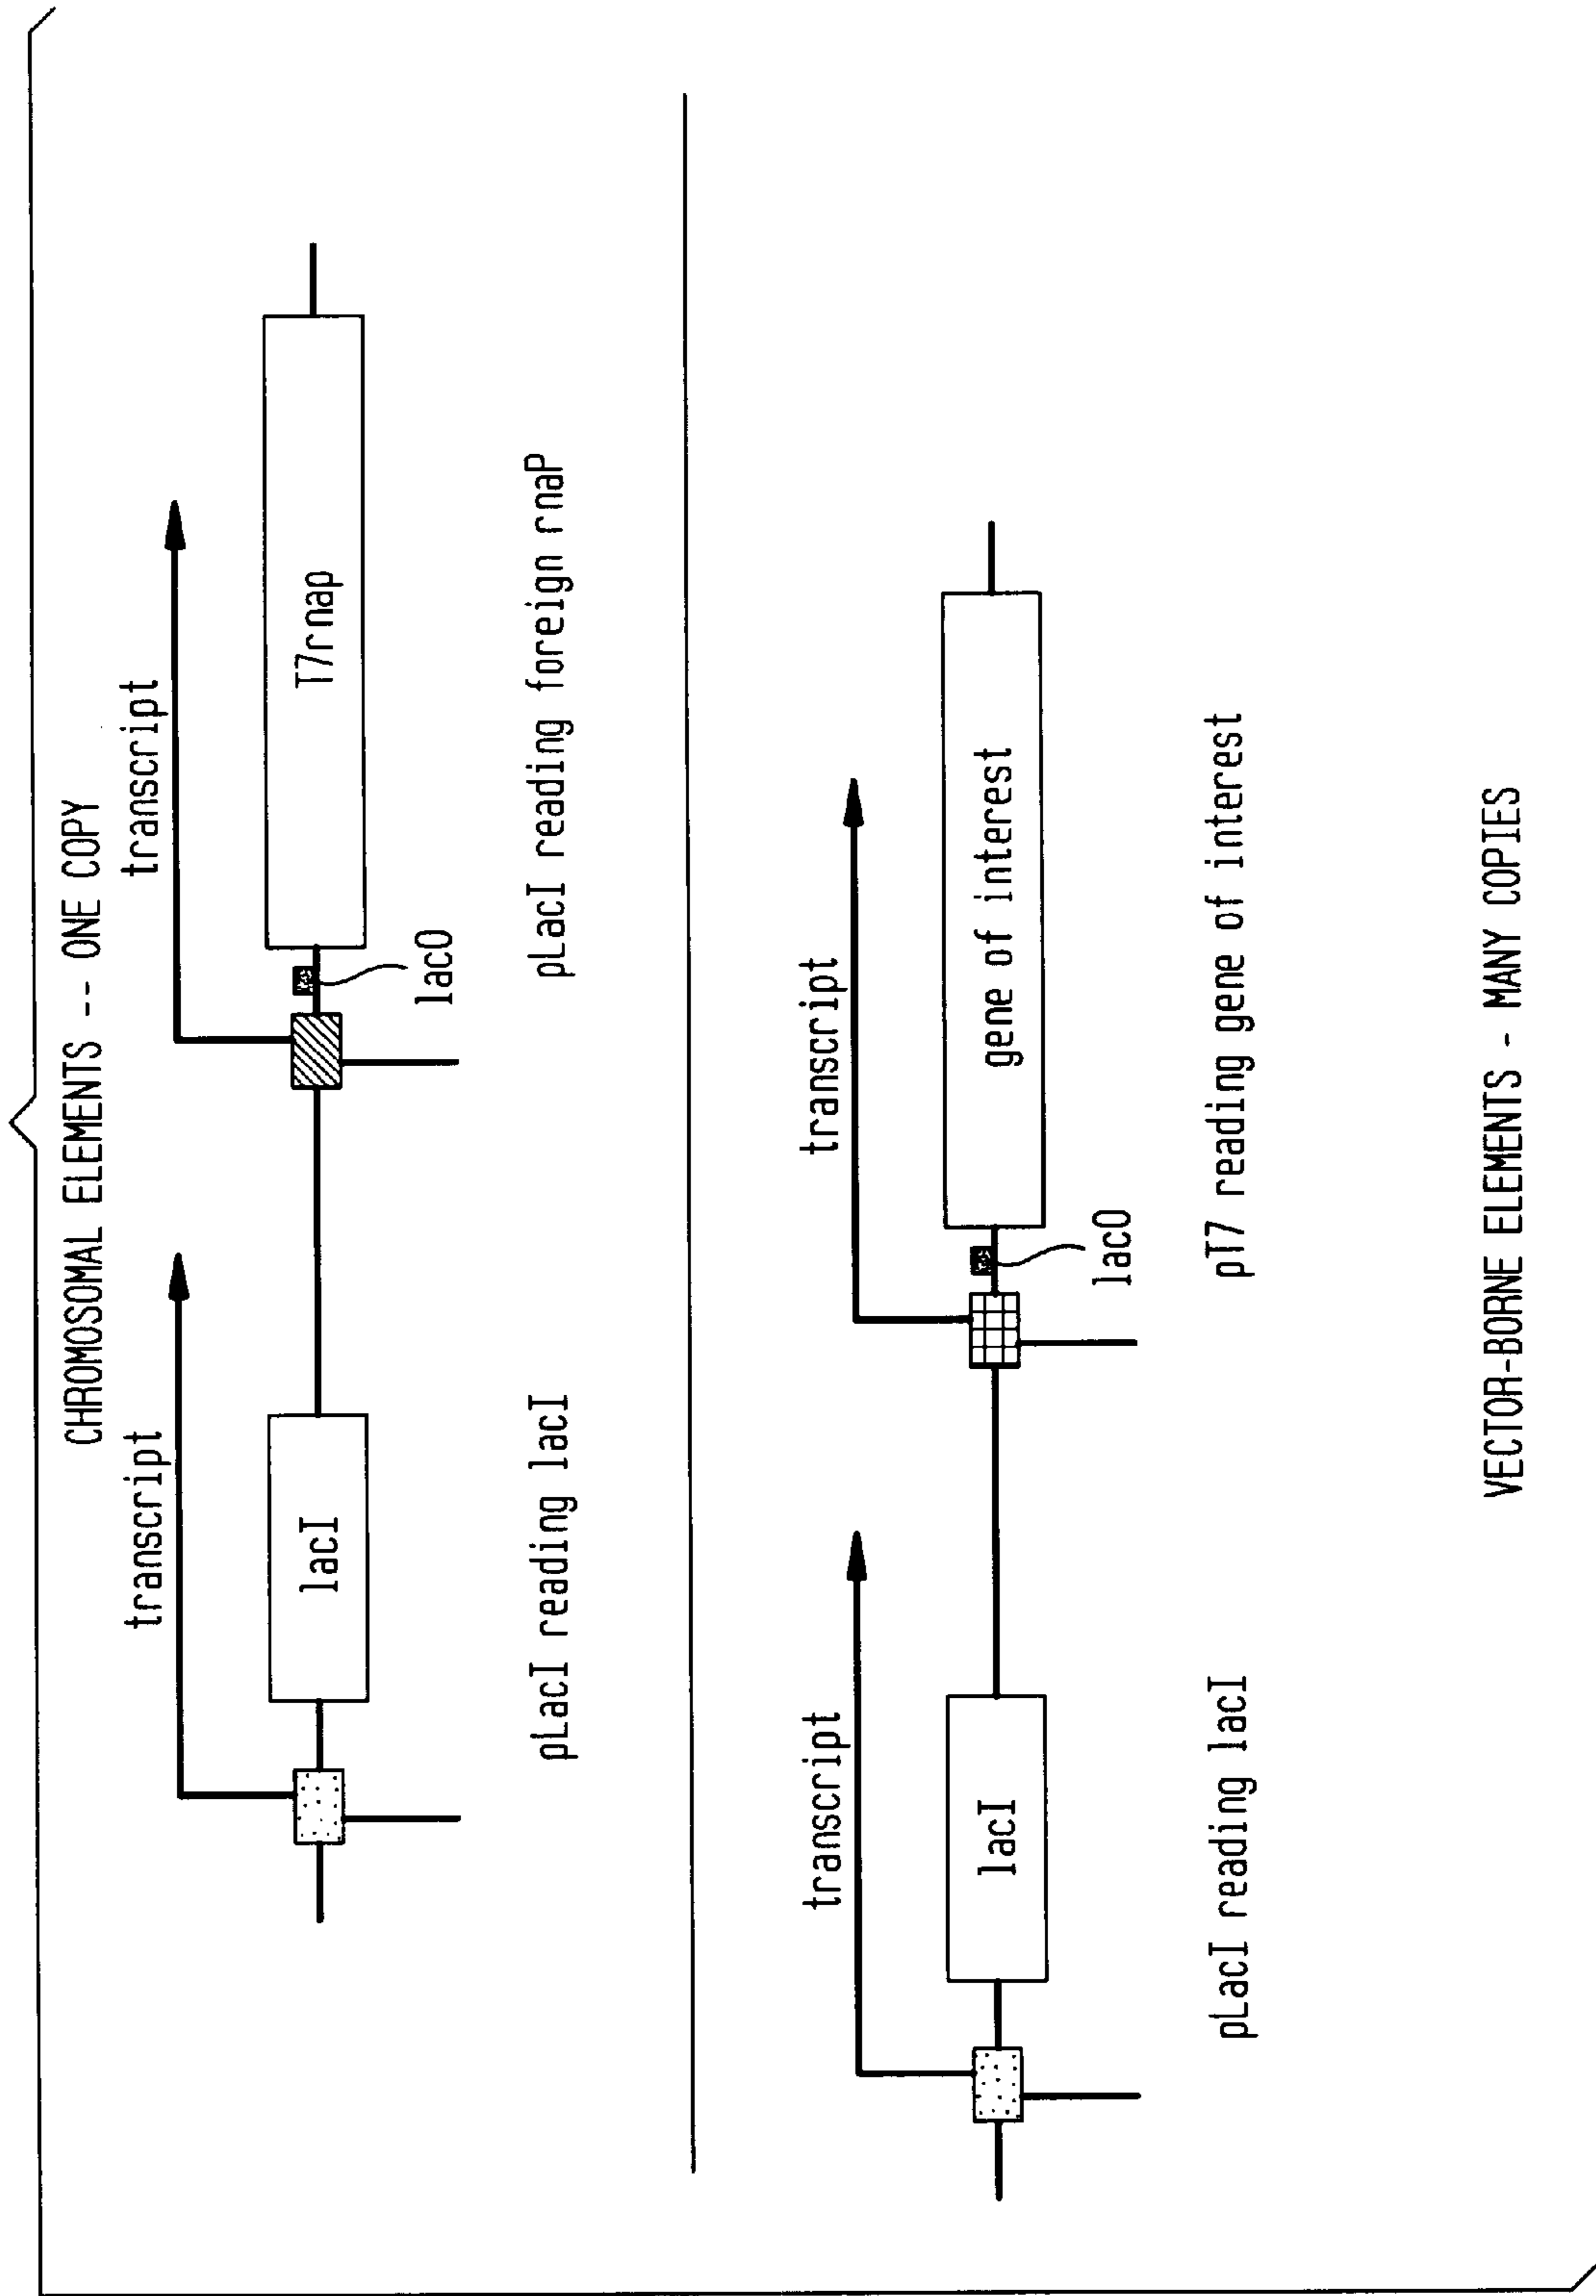 CHROMOSOMAL ELEMENTS -- ONE COPY
transcript
transcript
lacI
T7rnap
lacO
pLacI reading lacI
pLacI reading foreign rnaP
transcript
transcript
lacI
gene of interest
lacO
pLacI reading lacI
pT7 reading gene of interest
VECTOR-BORNE ELEMENTS - MANY COPIES